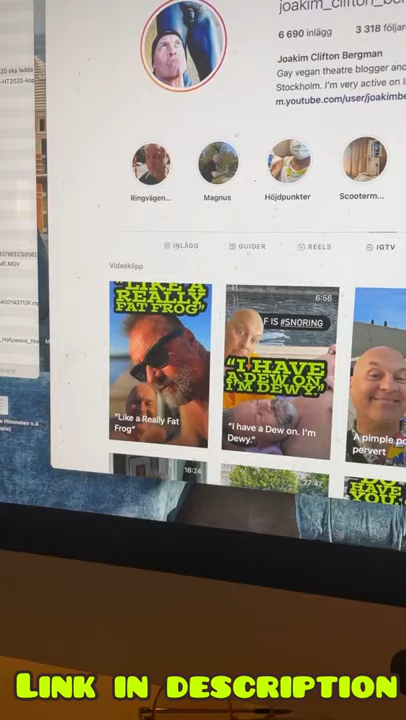 joakim_clifton_be
6 690 inlägg
3 318 följar
Joakim Clifton Bergman
Gay vegan theatre blogger and
Stockholm. I'm very active on I
m.youtube.com/user/joakimbe
Ringvägen...
Magnus
Höjdpunkter
Scooterm...
INLÄGG
GUIDER
REELS
IGTV
Videoklipp
"LIKE A
REALLY
FAT FROG"
"Like a Really Fat
Frog"
6:56
F IS #SNORING
"I HAVE
A DEW ON.
I'M DEWY."
"I have a Dew on. I'm
Dewy."
A pimple po
pervert
16:24
27:47
HAVE
YOU
LINK IN DESCRIPTION